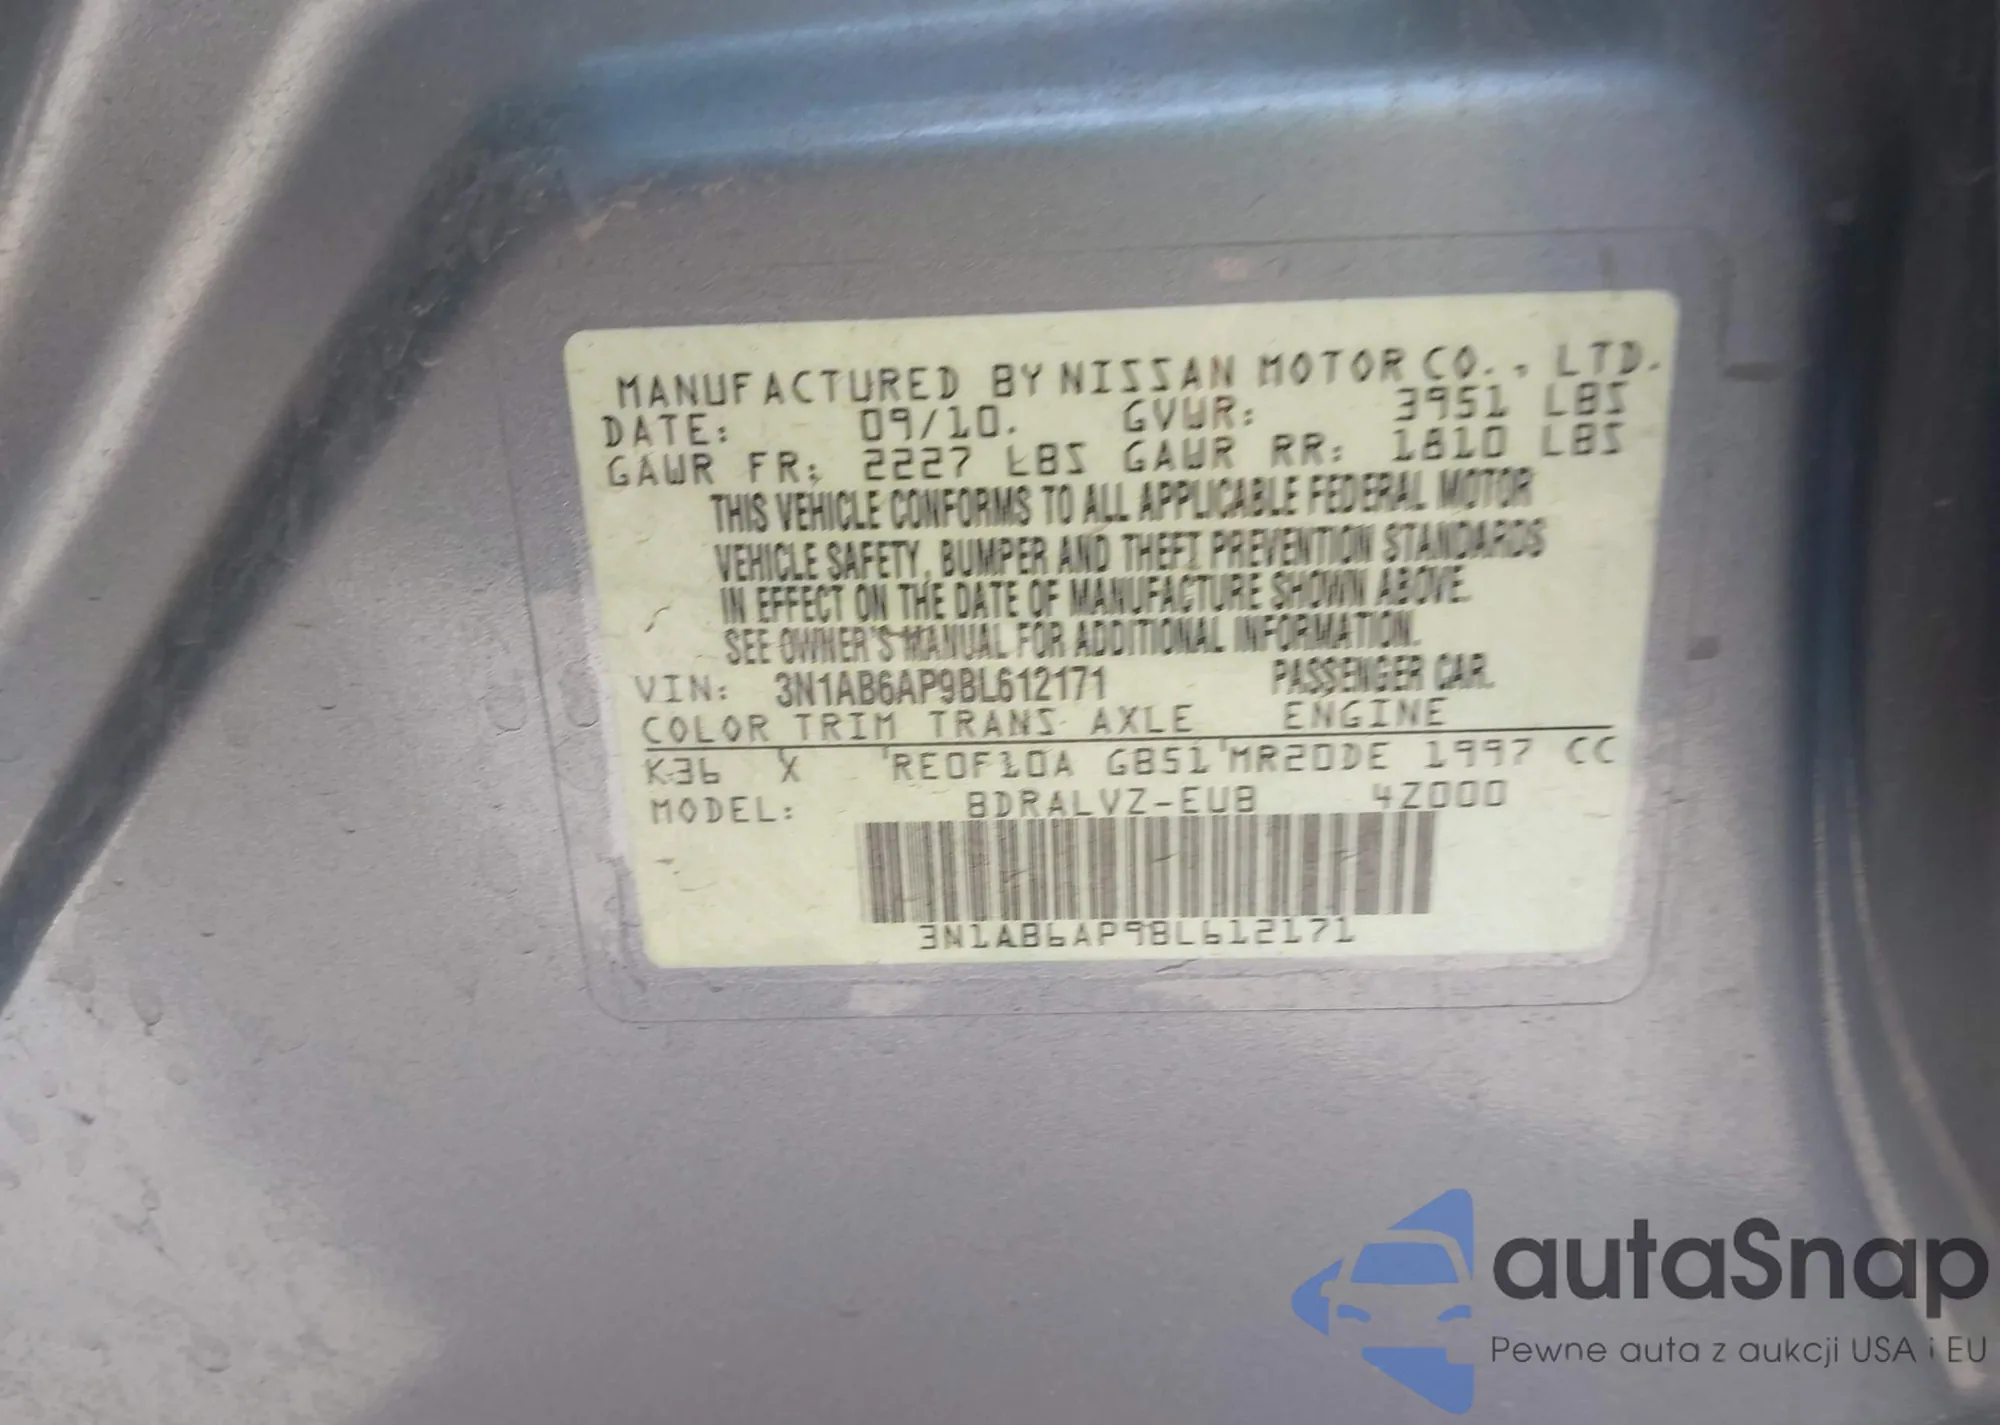 MANUFACTURED BY NISSAN MOTOR CO., LTD.
DATE: 09/10. GVWR: 3951 LBS
GAWR FR: 2227 LBS GAWR RR: 1810 LBS
THIS VEHICLE CONFORMS TO ALL APPLICABLE FEDERAL MOTOR
VEHICLE SAFETY, BUMPER AND THEFT PREVENTION STANDARDS
IN EFFECT ON THE DATE OF MANUFACTURE SHOWN ABOVE.
SEE OWNER'S MANUAL FOR ADDITIONAL INFORMATION.
VIN: 3N1AB6AP9BL612171 PASSENGER CAR.
COLOR TRIM TRANS AXLE ENGINE
K36 X RE0F10A GB51 MR20DE 1997 CC
MODEL: BDRALVZ-EUB 4Z000
3N1AB6AP9BL612171
autaSnap
Pewne auta z aukcji USA i EU